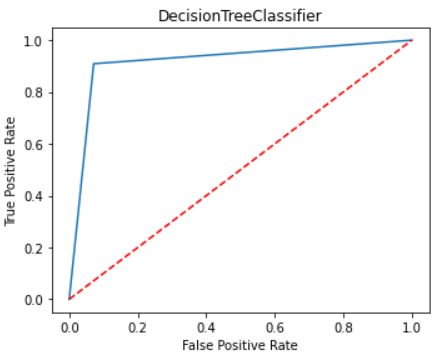 DecisionTreeClassifier
1.0
0.8
0.6
0.4
0.2
0.0
True Positive Rate
0.0 0.2 0.4 0.6 0.8 1.0
False Positive Rate